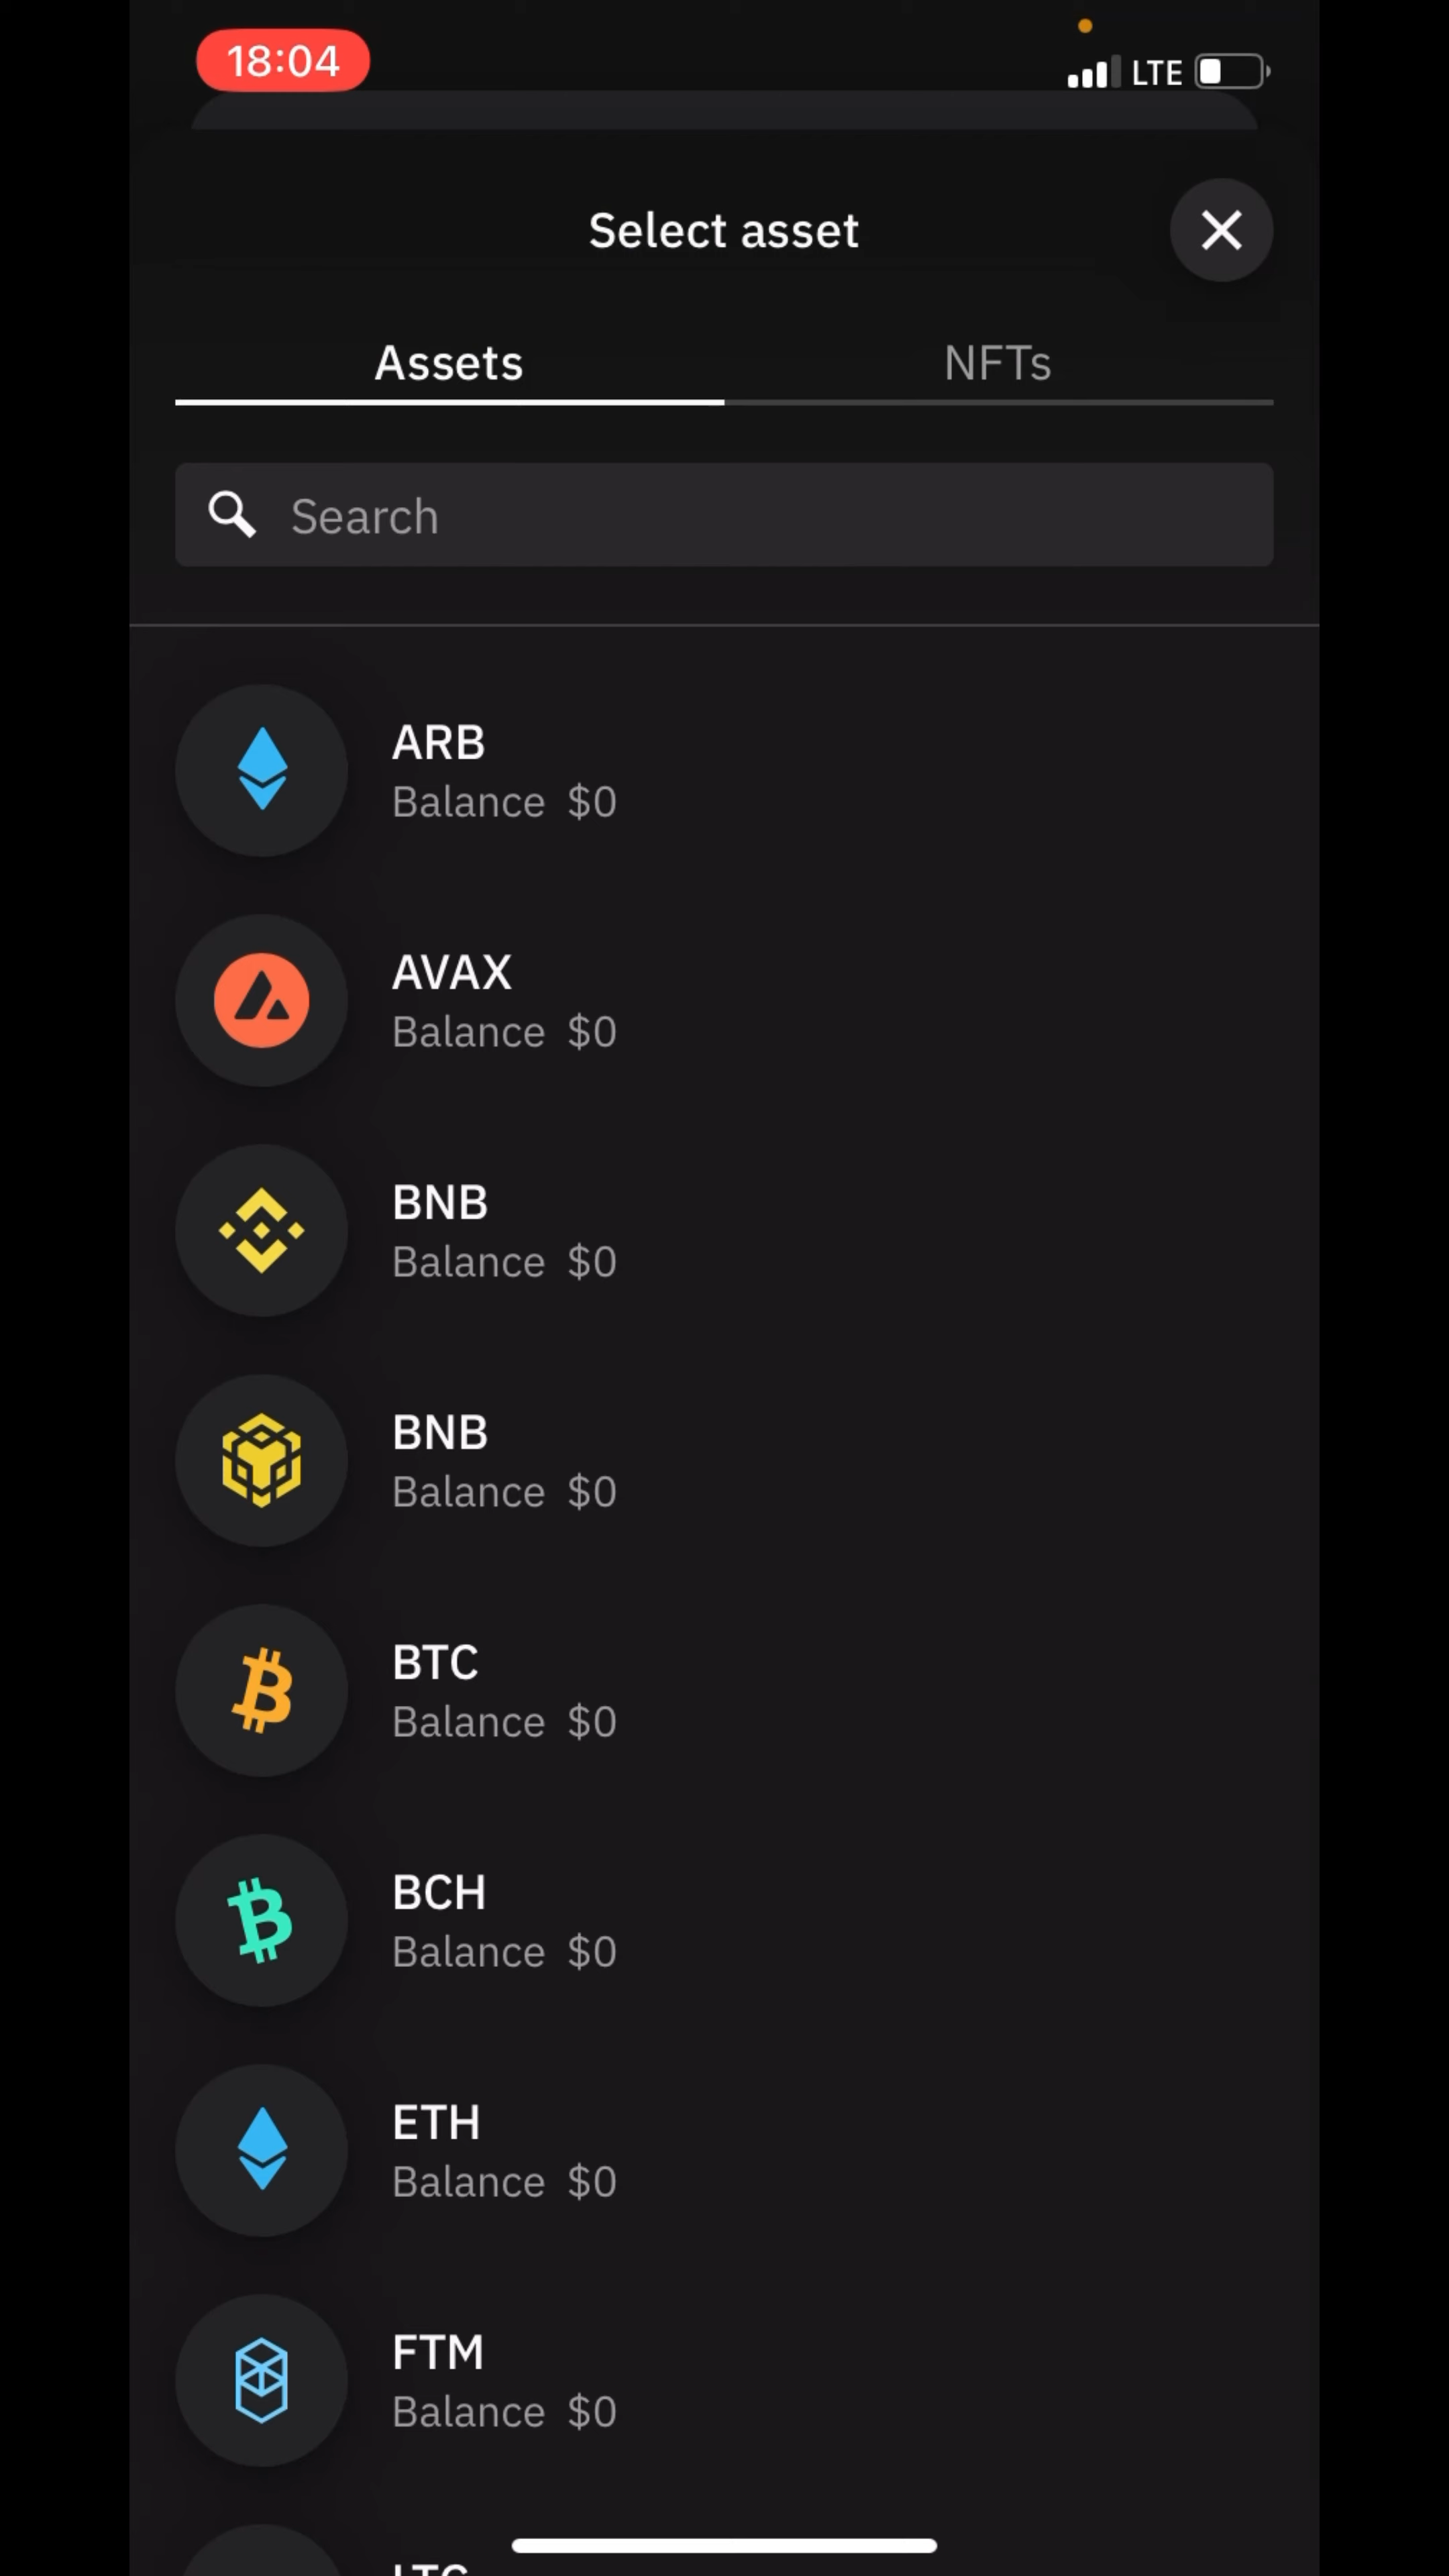 18:04
LTE
Select asset
Assets
NFTs
Search
ARB
Balance $0
AVAX
Balance $0
BNB
Balance $0
BNB
Balance $0
BTC
Balance $0
BCH
Balance $0
ETH
Balance $0
FTM
Balance $0
LTC